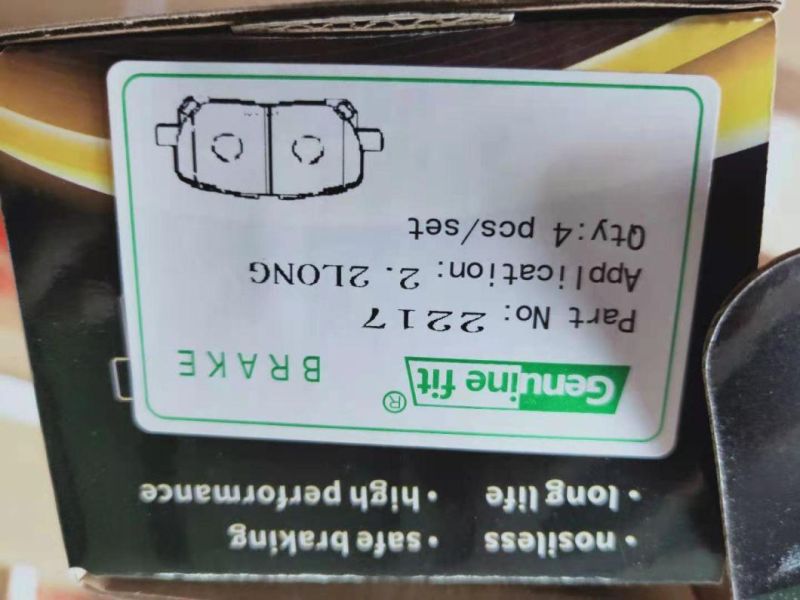 • nosiless • safe braking
• long life • high performance
Genuine fit ® BRAKE
Part No: 2217
Application: 2. 2LONG
Qty:4 pcs/set